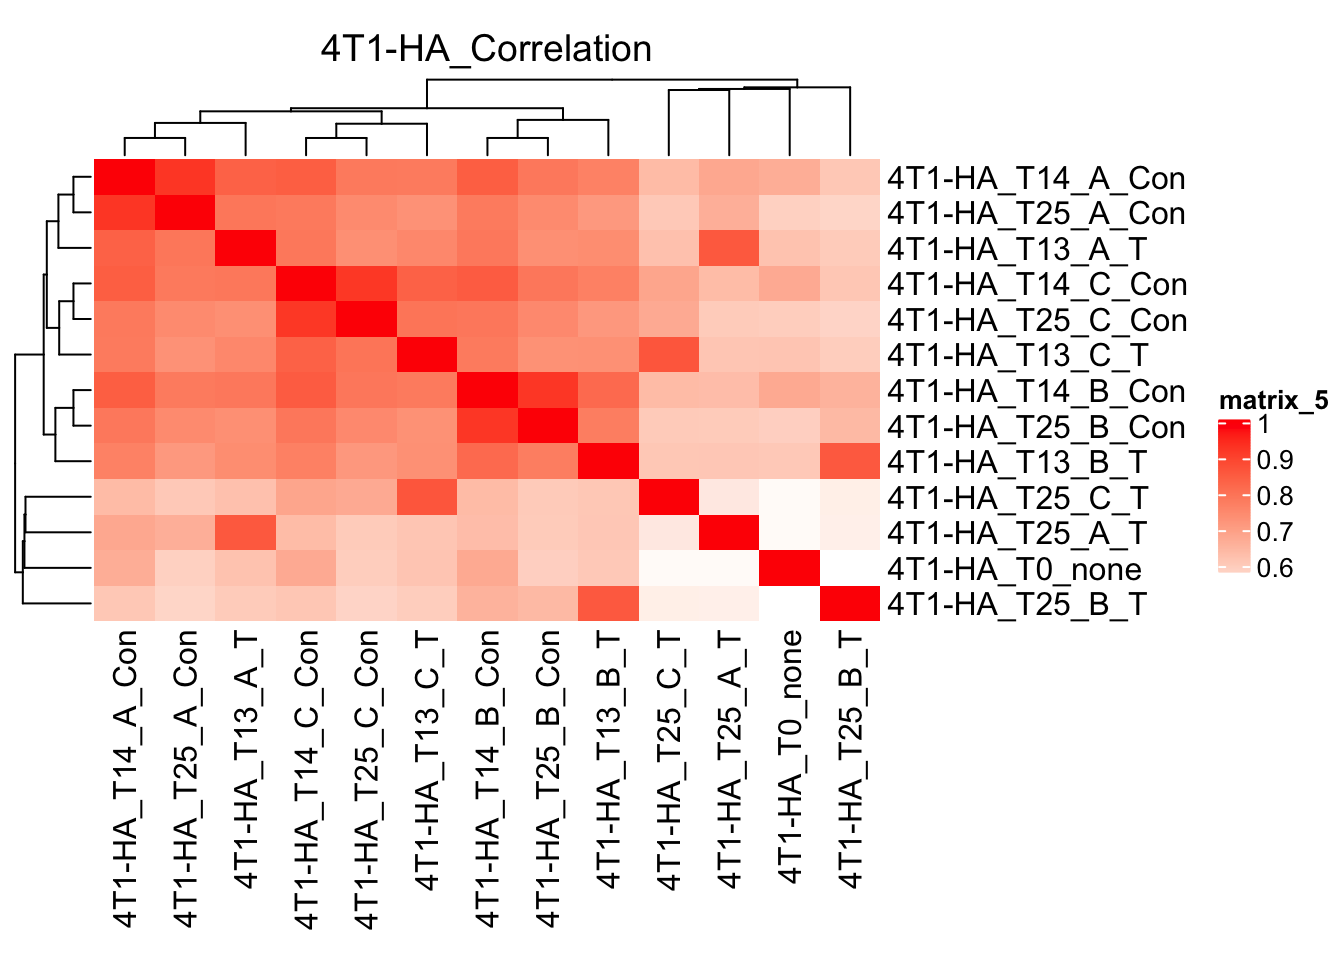 4T1-HA_Correlation
4T1-HA_T14_A_Con
4T1-HA_T25_A_Con
4T1-HA_T13_A_T
4T1-HA_T14_C_Con
4T1-HA_T25_C_Con
4T1-HA_T13_C_T
4T1-HA_T14_B_Con
4T1-HA_T25_B_Con
4T1-HA_T13_B_T
4T1-HA_T25_C_T
4T1-HA_T25_A_T
4T1-HA_T0_none
4T1-HA_T25_B_T
matrix_5
1
0.9
0.8
0.7
0.6
4T1-HA_T14_A_Con
4T1-HA_T25_A_Con
4T1-HA_T13_A_T
4T1-HA_T14_C_Con
4T1-HA_T25_C_Con
4T1-HA_T13_C_T
4T1-HA_T14_B_Con
4T1-HA_T25_B_Con
4T1-HA_T13_B_T
4T1-HA_T25_C_T
4T1-HA_T25_A_T
4T1-HA_T0_none
4T1-HA_T25_B_T